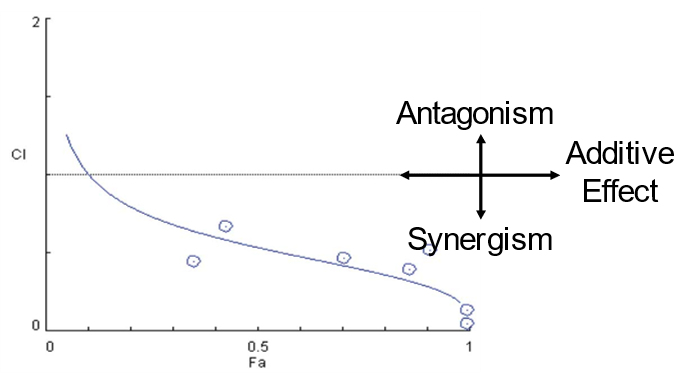 2
CI
0
0
0.5
1
Fa
Antagonism
Additive
Effect
Synergism